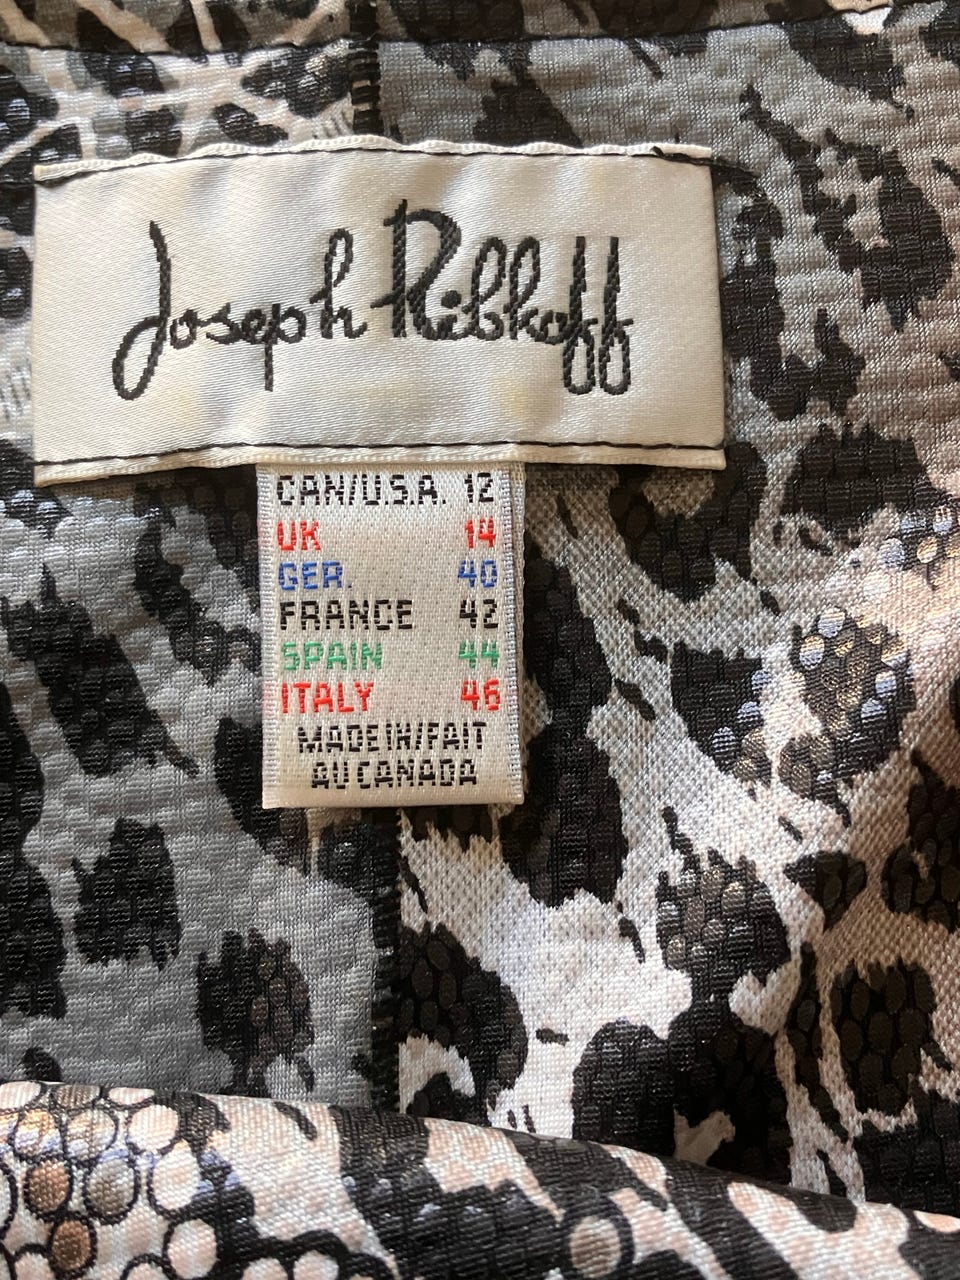 Joseph Ribkoff
CAN/U.S.A. 12
UK 14
GER. 40
FRANCE 42
SPAIN 44
ITALY 46
MADE IN/FAIT
AU CANADA